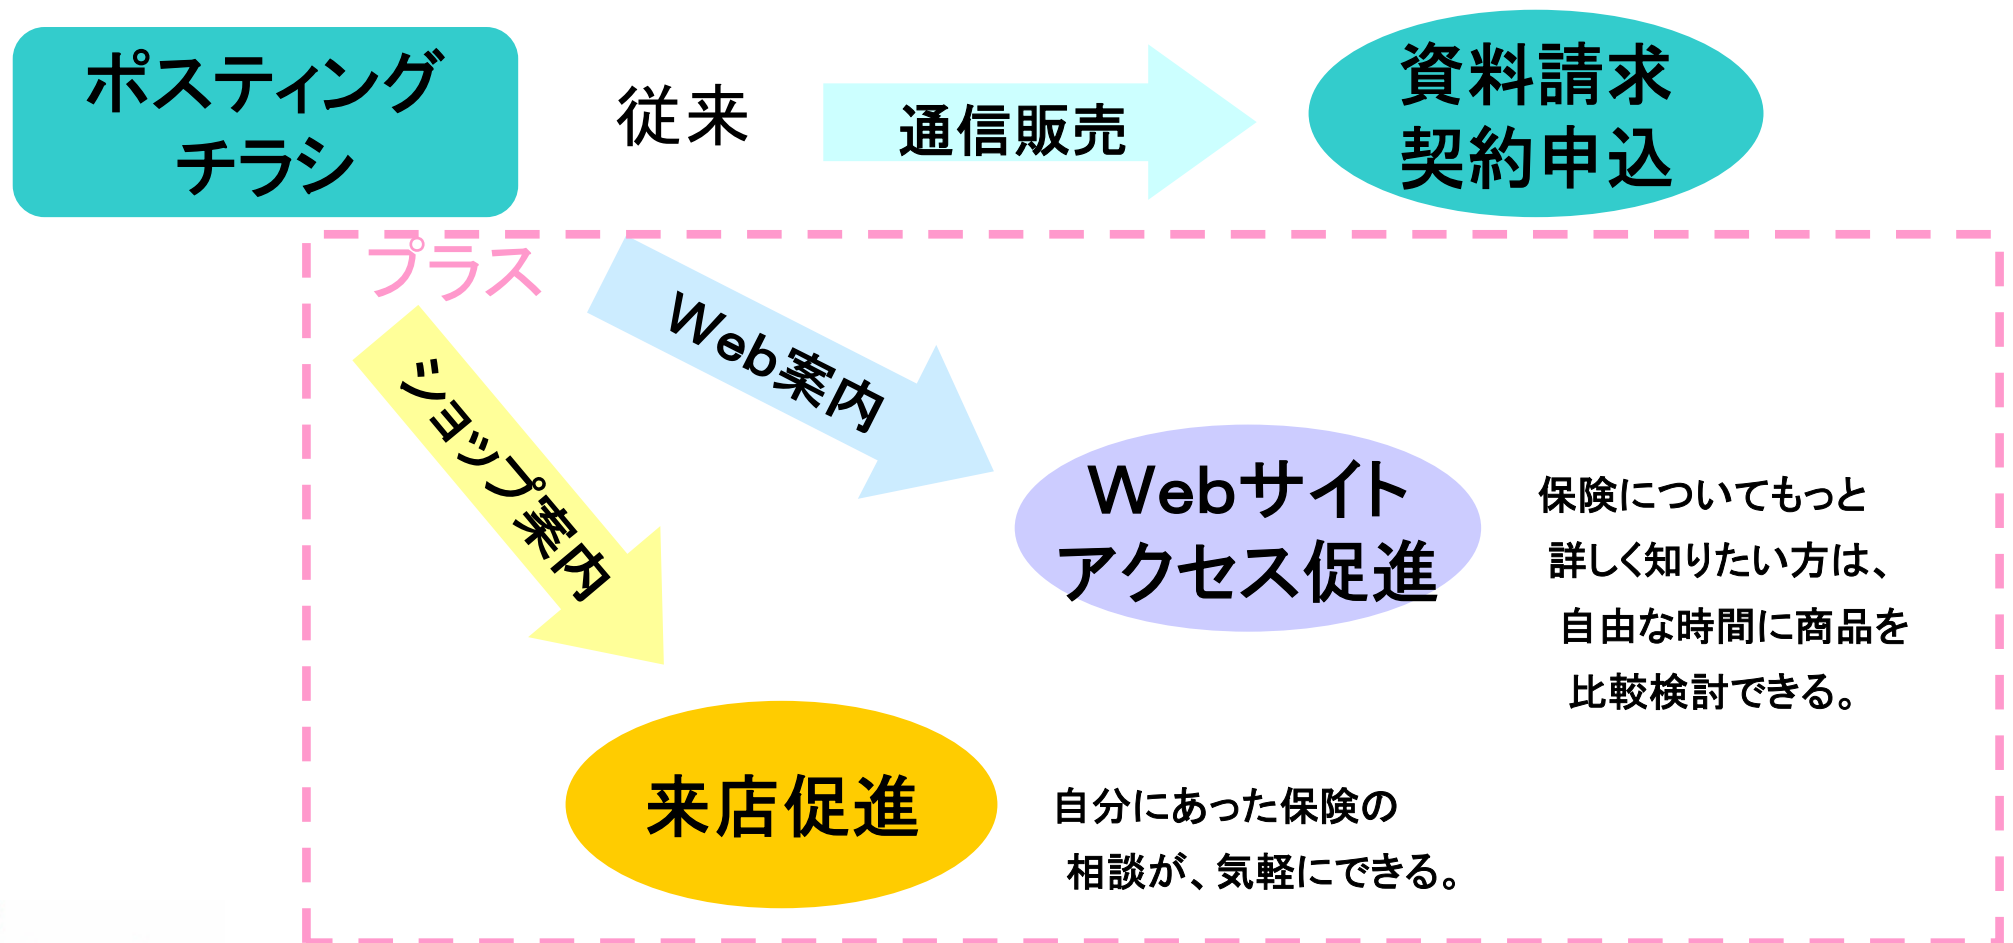 ポスティング
チラシ
従来
通信販売
資料請求
契約申込
プラス
Web案内
ショップ案内
Webサイト
アクセス促進
保険についてもっと
詳しく知りたい方は、
自由な時間に商品を
比較検討できる。
来店促進
自分にあった保険の
相談が、気軽にできる。